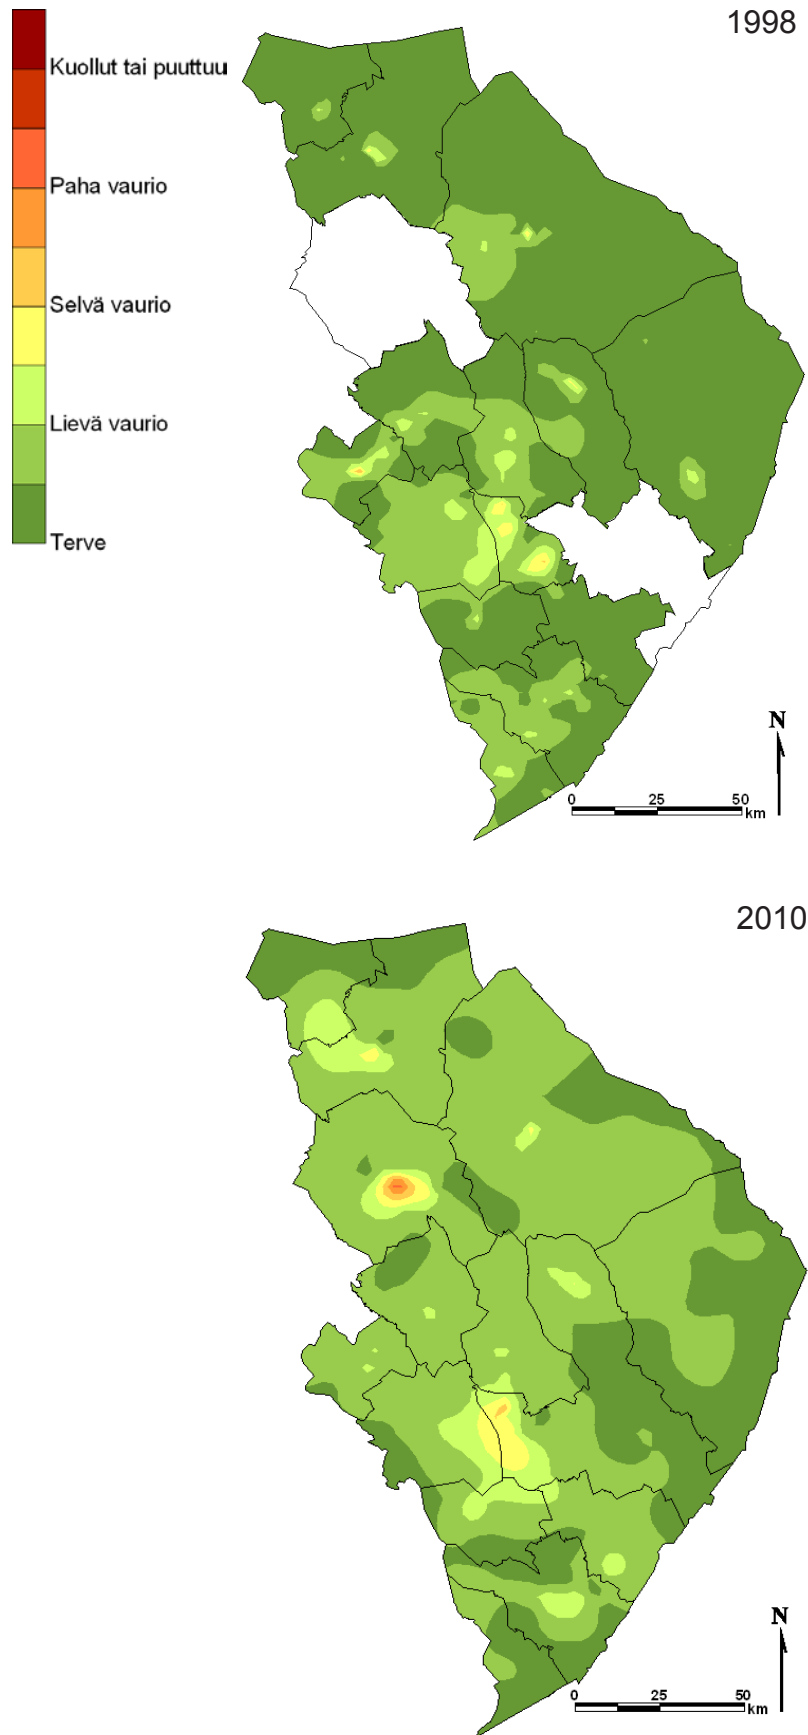 1998
Kuollut tai puuttuu
Paha vaurio
Selvä vaurio
Lievä vaurio
Terve
N
0 25 50
km
2010
N
0 25 50
km